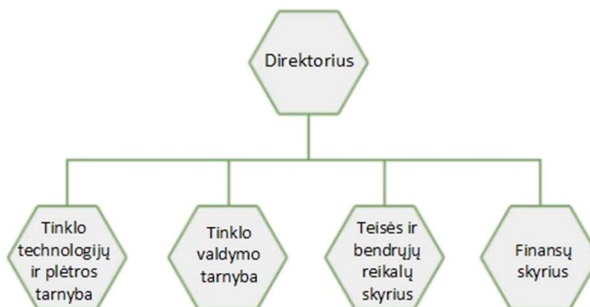 Direktorius
Tinklo
technologijų
ir plėtros
tarnyba
Tinklo
valdymo
tarnyba
Teisės ir
bendrųjų
reikalų
skyrius
Finansų
skyrius